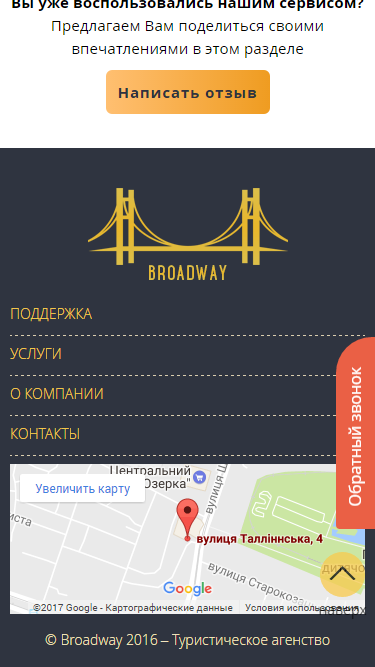 Вы уже воспользовались нашим сервисом?
Предлагаем Вам поделиться своими
впечатлениями в этом разделе
Написать отзыв
BROADWAY
ПОДДЕРЖКА
УСЛУГИ
О КОМПАНИИ
КОНТАКТЫ
Обратный звонок
Центральний
"Озерка"
Увеличить карту
вулиця Талліннська, 4
вулиця Старокоза
Google
наверх
©2017 Google - Картографические данные
Условия использования
© Broadway 2016 – Туристическое агенство